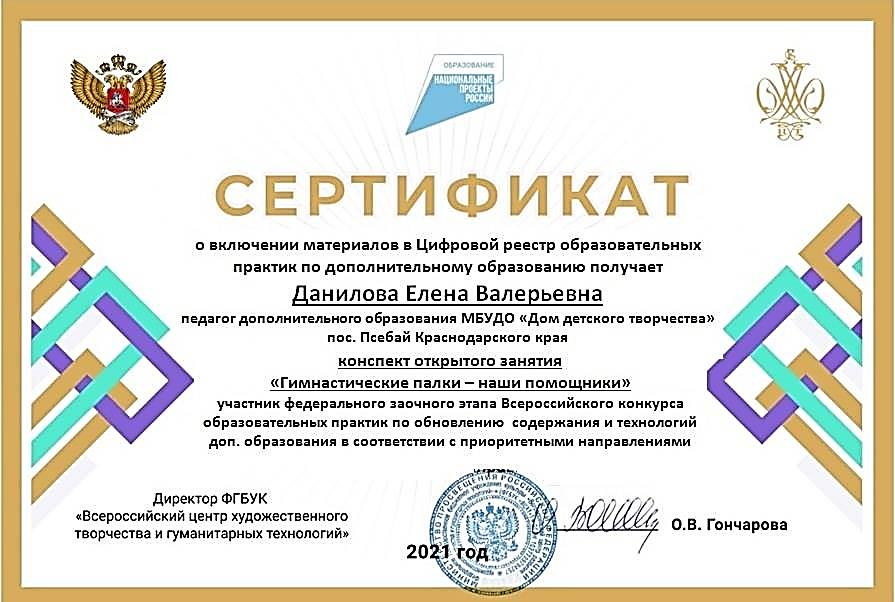 ОБРАЗОВАНИЕ
НАЦИОНАЛЬНЫЕ
ПРОЕКТЫ
РОССИИ
СЕРТИФИКАТ
о включении материалов в Цифровой реестр образовательных
практик по дополнительному образованию получает
Данилова Елена Валерьевна
педагог дополнительного образования МБУДО «Дом детского творчества»
пос. Псебай Краснодарского края
конспект открытого занятия
«Гимнастические палки – наши помощники»
участник федерального заочного этапа Всероссийского конкурса
образовательных практик по обновлению содержания и технологий
доп. образования в соответствии с приоритетными направлениями
Директор ФГБУК
«Всероссийский центр художественного
творчества и гуманитарных технологий»
О.В. Гончарова
2021 год